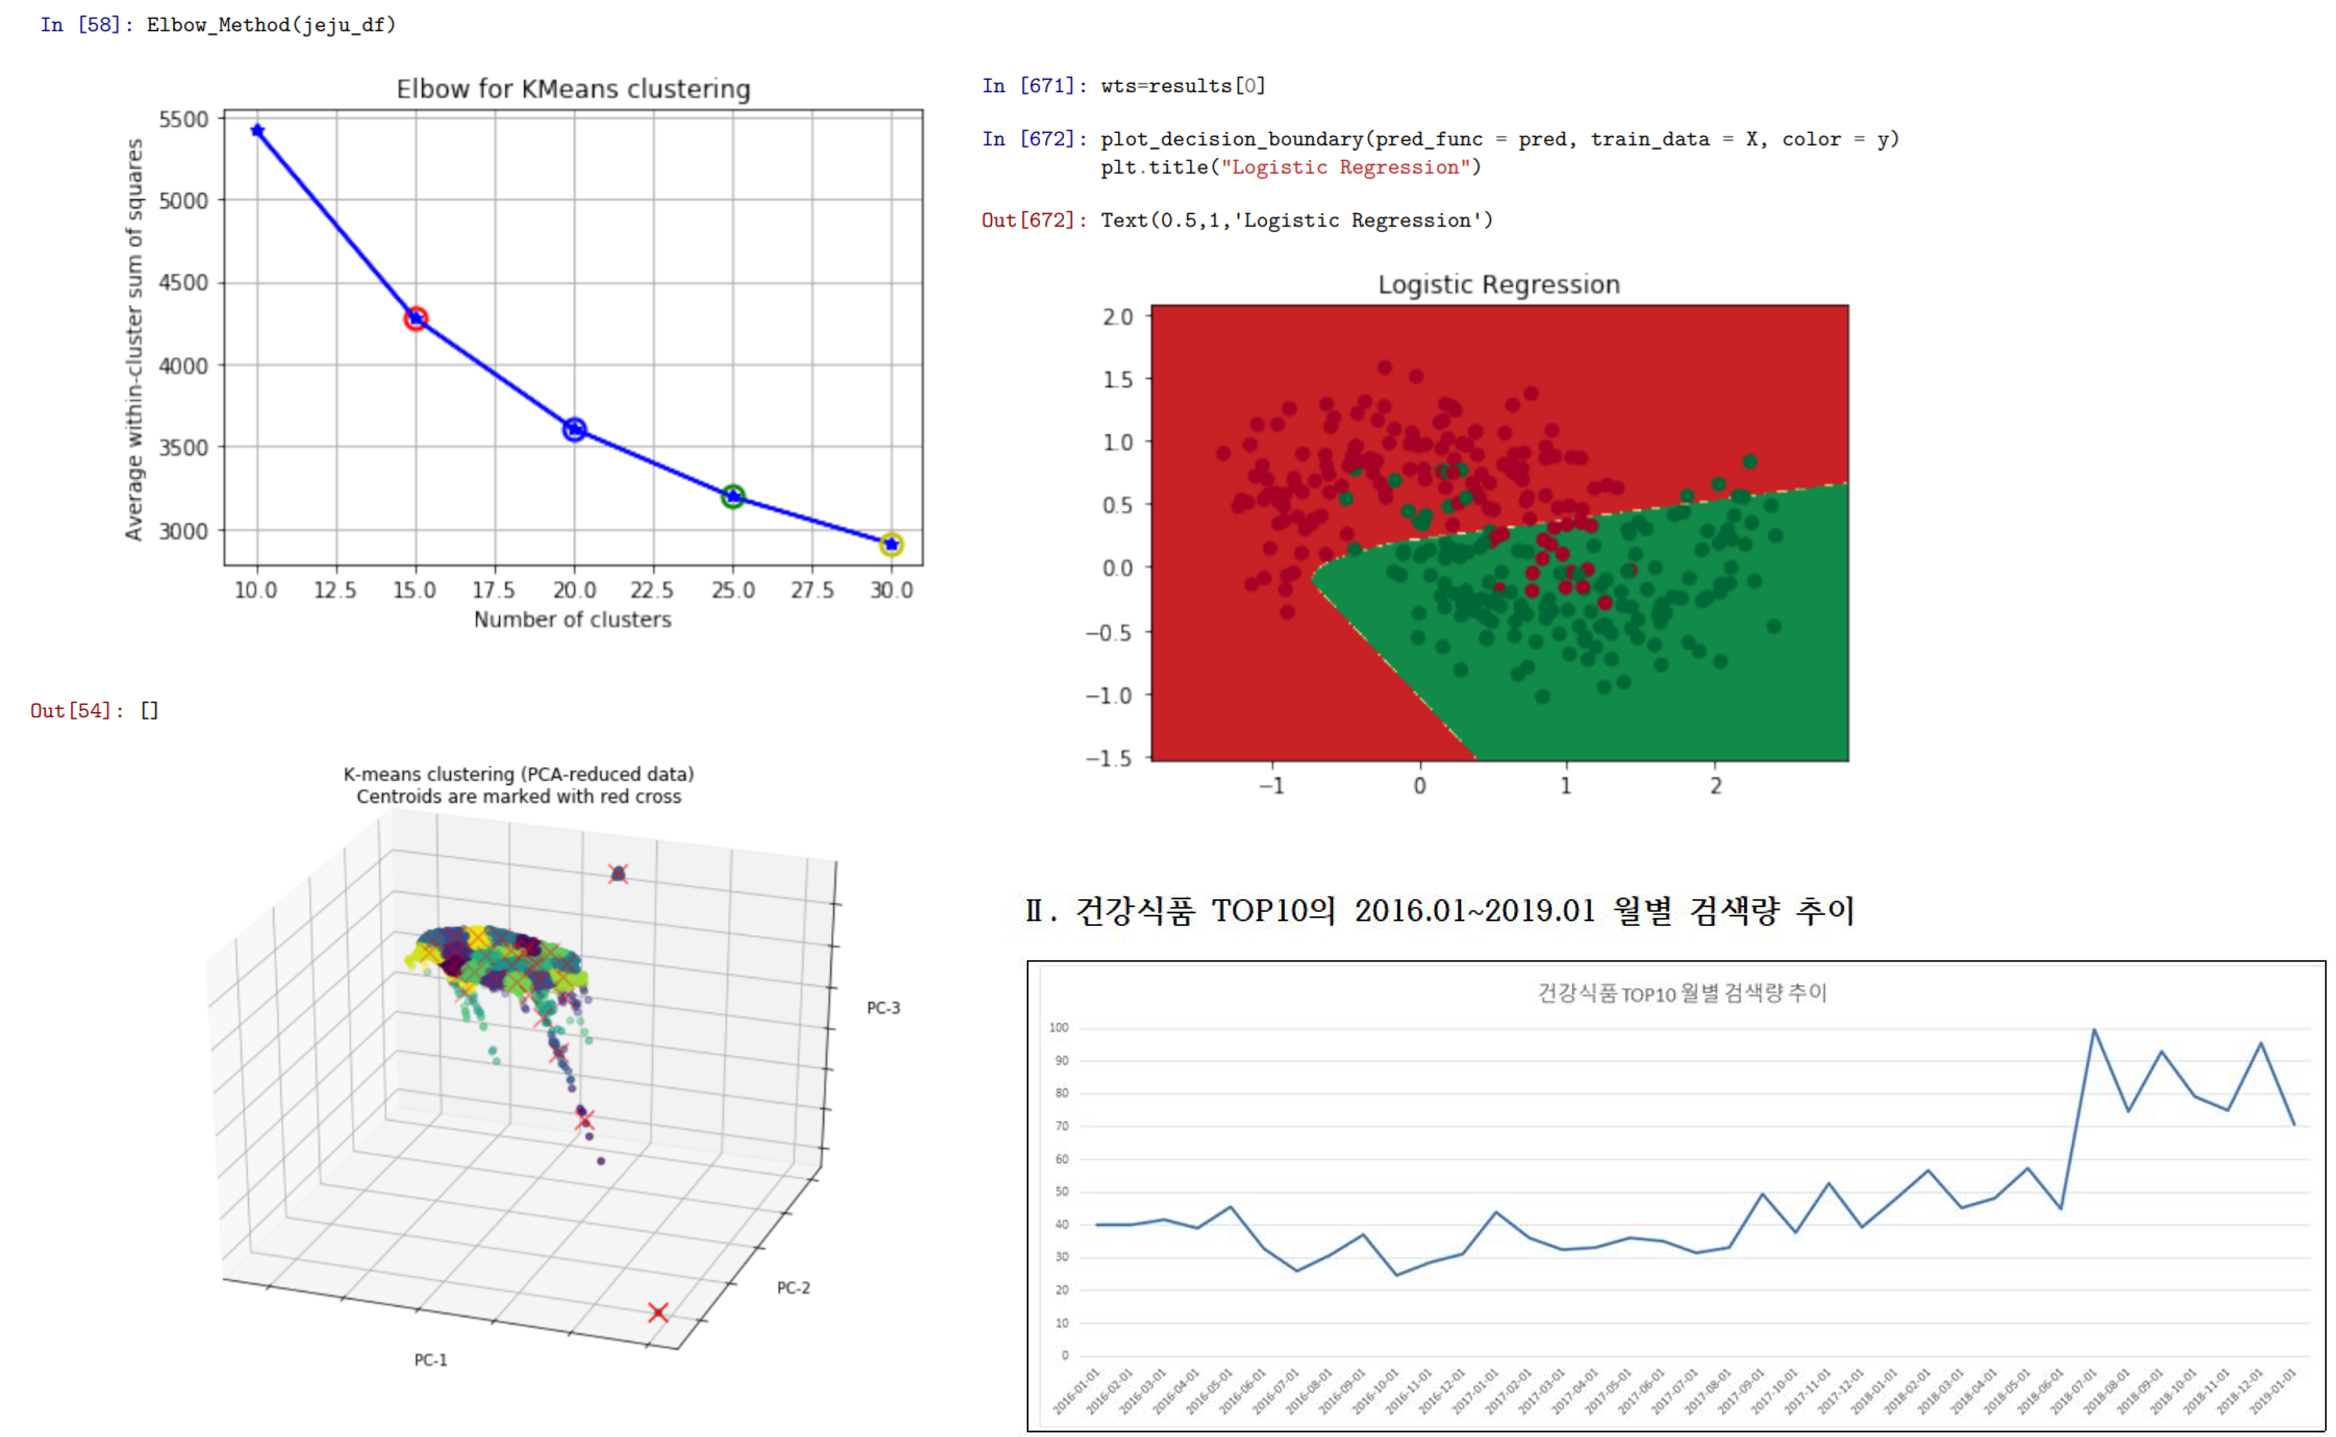 In [58]: Elbow_Method(jeju_df)
Elbow for KMeans clustering
Average within-cluster sum of squares
5500
5000
4500
4000
3500
3000
10.0 12.5 15.0 17.5 20.0 22.5 25.0 27.5 30.0
Number of clusters
Out[54]: []
K-means clustering (PCA-reduced data)
Centroids are marked with red cross
PC-3
PC-2
PC-1
In [671]: wts=results[0]
In [672]: plot_decision_boundary(pred_func = pred, train_data = X, color = y)
plt.title("Logistic Regression")
Out[672]: Text(0.5,1,'Logistic Regression')
Logistic Regression
2.0
1.5
1.0
0.5
0.0
−0.5
−1.0
−1.5
−1 0 1 2
Ⅱ. 건강식품 TOP10의 2016.01~2019.01 월별 검색량 추이
건강식품 TOP10 월별 검색량 추이
100
90
80
70
60
50
40
30
20
10
0
2016-01-01 2016-02-01 2016-03-01 2016-04-01 2016-05-01 2016-06-01 2016-07-01 2016-08-01 2016-09-01 2016-10-01 2016-11-01 2016-12-01 2017-01-01 2017-02-01 2017-03-01 2017-04-01 2017-05-01 2017-06-01 2017-07-01 2017-08-01 2017-09-01 2017-10-01 2017-11-01 2017-12-01 2018-01-01 2018-02-01 2018-03-01 2018-04-01 2018-05-01 2018-06-01 2018-07-01 2018-08-01 2018-09-01 2018-10-01 2018-11-01 2018-12-01 2019-01-01